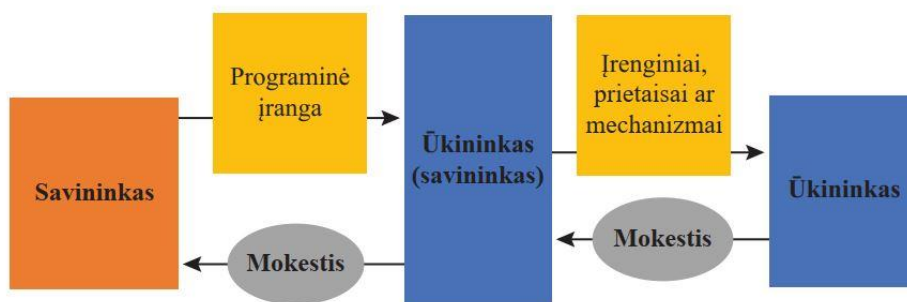 Savininkas
Programinė
įranga
Mokestis
Ūkininkas
(savininkas)
Įrenginiai,
prietaisai ar
mechanizmai
Mokestis
Ūkininkas